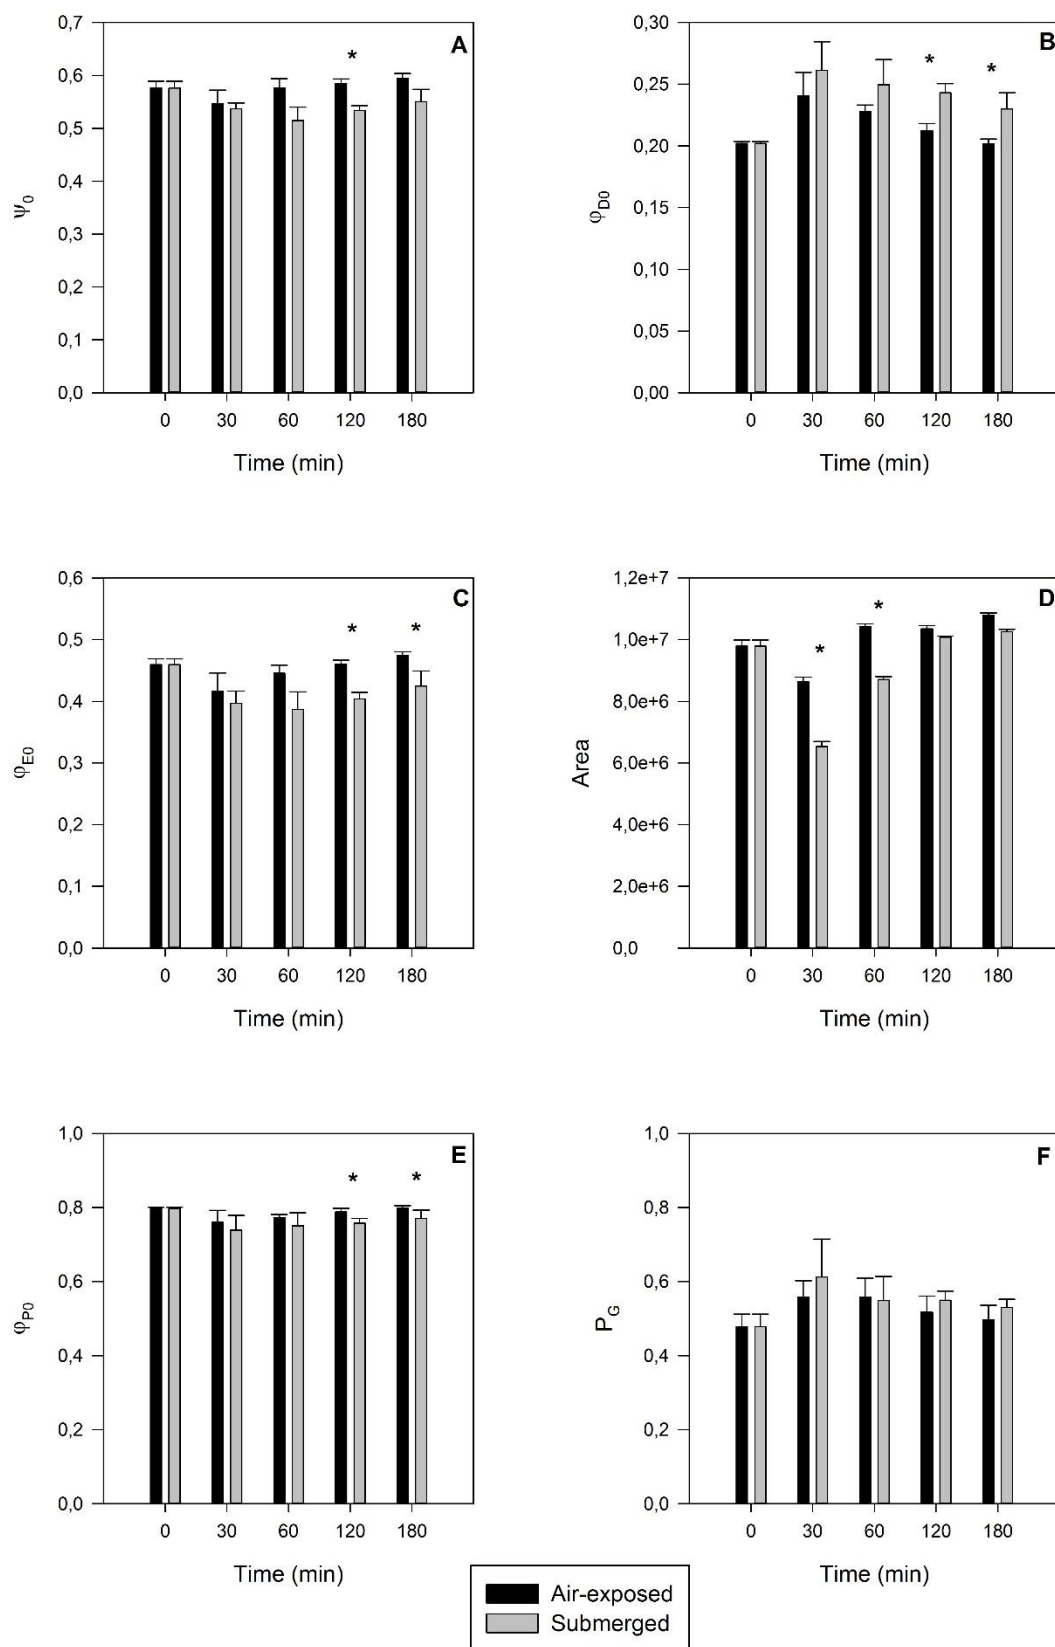 A
0,7
0,6
0,5
0,4
0,3
0,2
0,1
0,0
ψ0
*
0 30 60 120 180
Time (min)
B
0,30
0,25
0,20
0,15
0,10
0,05
0,00
φD0
* *
0 30 60 120 180
Time (min)
C
0,6
0,5
0,4
0,3
0,2
0,1
0,0
φE0
* *
0 30 60 120 180
Time (min)
D
1,2e+7
1,0e+7
8,0e+6
6,0e+6
4,0e+6
2,0e+6
0,0
Area
* *
0 30 60 120 180
Time (min)
E
1,0
0,8
0,6
0,4
0,2
0,0
φP0
* *
0 30 60 120 180
Time (min)
F
1,0
0,8
0,6
0,4
0,2
0,0
PG
0 30 60 120 180
Time (min)
Air-exposed
Submerged